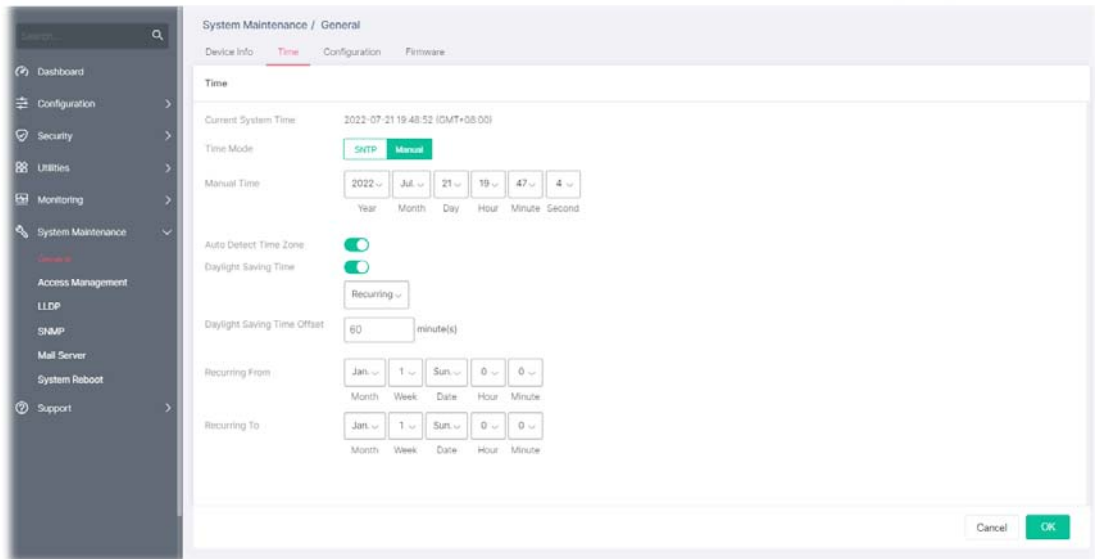 Search...
Dashboard
Configuration
Security
Utilities
Monitoring
System Maintenance
General
Access Management
LLDP
SNMP
Mail Server
System Reboot
Support
System Maintenance / General
Device Info Time Configuration Firmware
Time
Current System Time 2022-07-21 19:48:52 (GMT+08:00)
Time Mode SNTP Manual
Manual Time 2022 Jul. 21 19 47 4
Year Month Day Hour Minute Second
Auto Detect Time Zone
Daylight Saving Time
Recurring
Daylight Saving Time Offset 60 minute(s)
Recurring From Jan. 1 Sun. 0 0
Month Week Date Hour Minute
Recurring To Jan. 1 Sun. 0 0
Month Week Date Hour Minute
Cancel OK